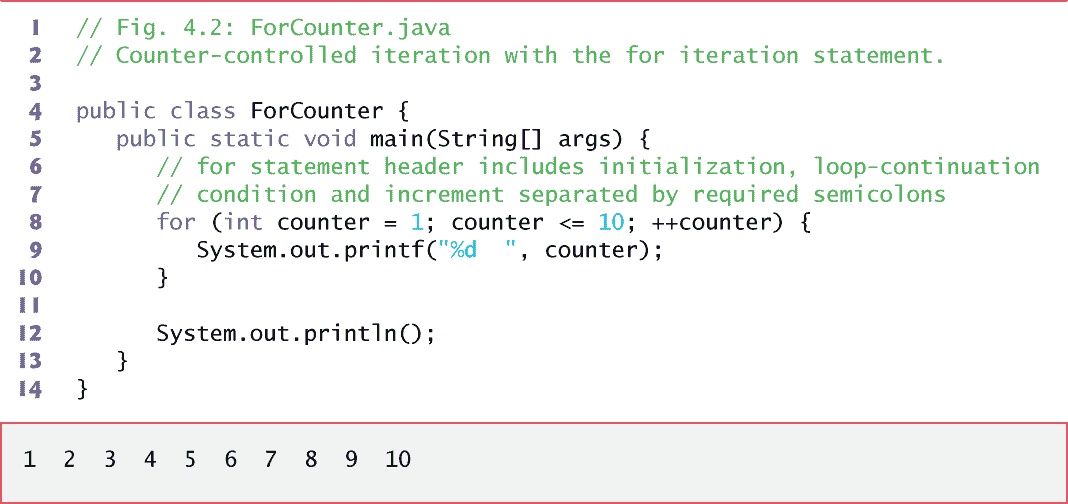 1 // Fig. 4.2: ForCounter.java
2 // Counter-controlled iteration with the for iteration statement.
3
4 public class ForCounter {
5    public static void main(String[] args) {
6       // for statement header includes initialization, loop-continuation
7       // condition and increment separated by required semicolons
8       for (int counter = 1; counter <= 10; ++counter) {
9          System.out.printf("%d  ", counter);
10       }
11
12       System.out.println();
13    }
14 }
1  2  3  4  5  6  7  8  9  10